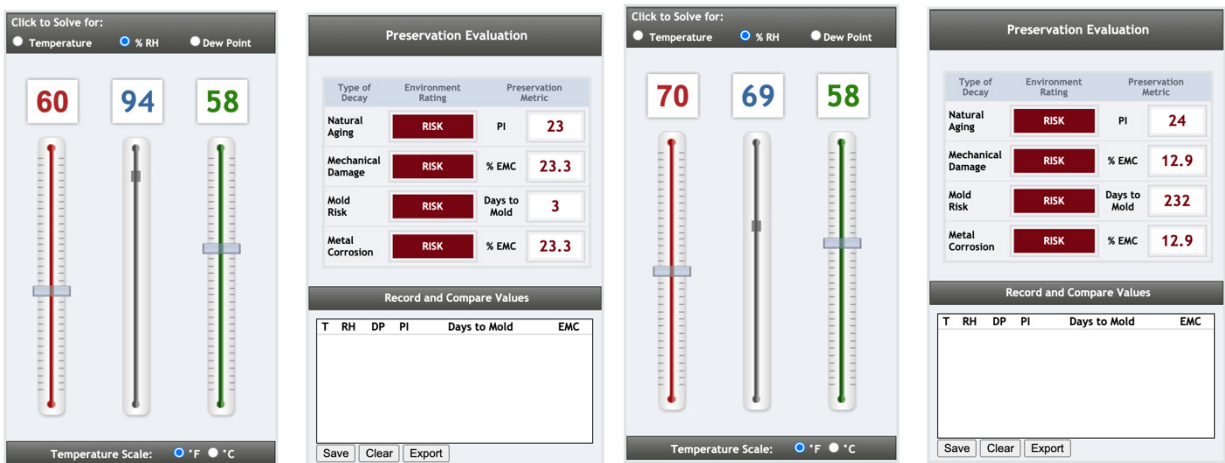 Click to Solve for:
Temperature % RH Dew Point
60 94 58
Temperature Scale: °F °C
Preservation Evaluation
Type of Decay Environment Rating Preservation Metric
Natural Aging RISK PI 23
Mechanical Damage RISK % EMC 23.3
Mold Risk RISK Days to Mold 3
Metal Corrosion RISK % EMC 23.3
Record and Compare Values
T RH DP PI Days to Mold EMC
Save Clear Export
Click to Solve for:
Temperature % RH Dew Point
70 69 58
Temperature Scale: °F °C
Preservation Evaluation
Type of Decay Environment Rating Preservation Metric
Natural Aging RISK PI 24
Mechanical Damage RISK % EMC 12.9
Mold Risk RISK Days to Mold 232
Metal Corrosion RISK % EMC 12.9
Record and Compare Values
T RH DP PI Days to Mold EMC
Save Clear Export